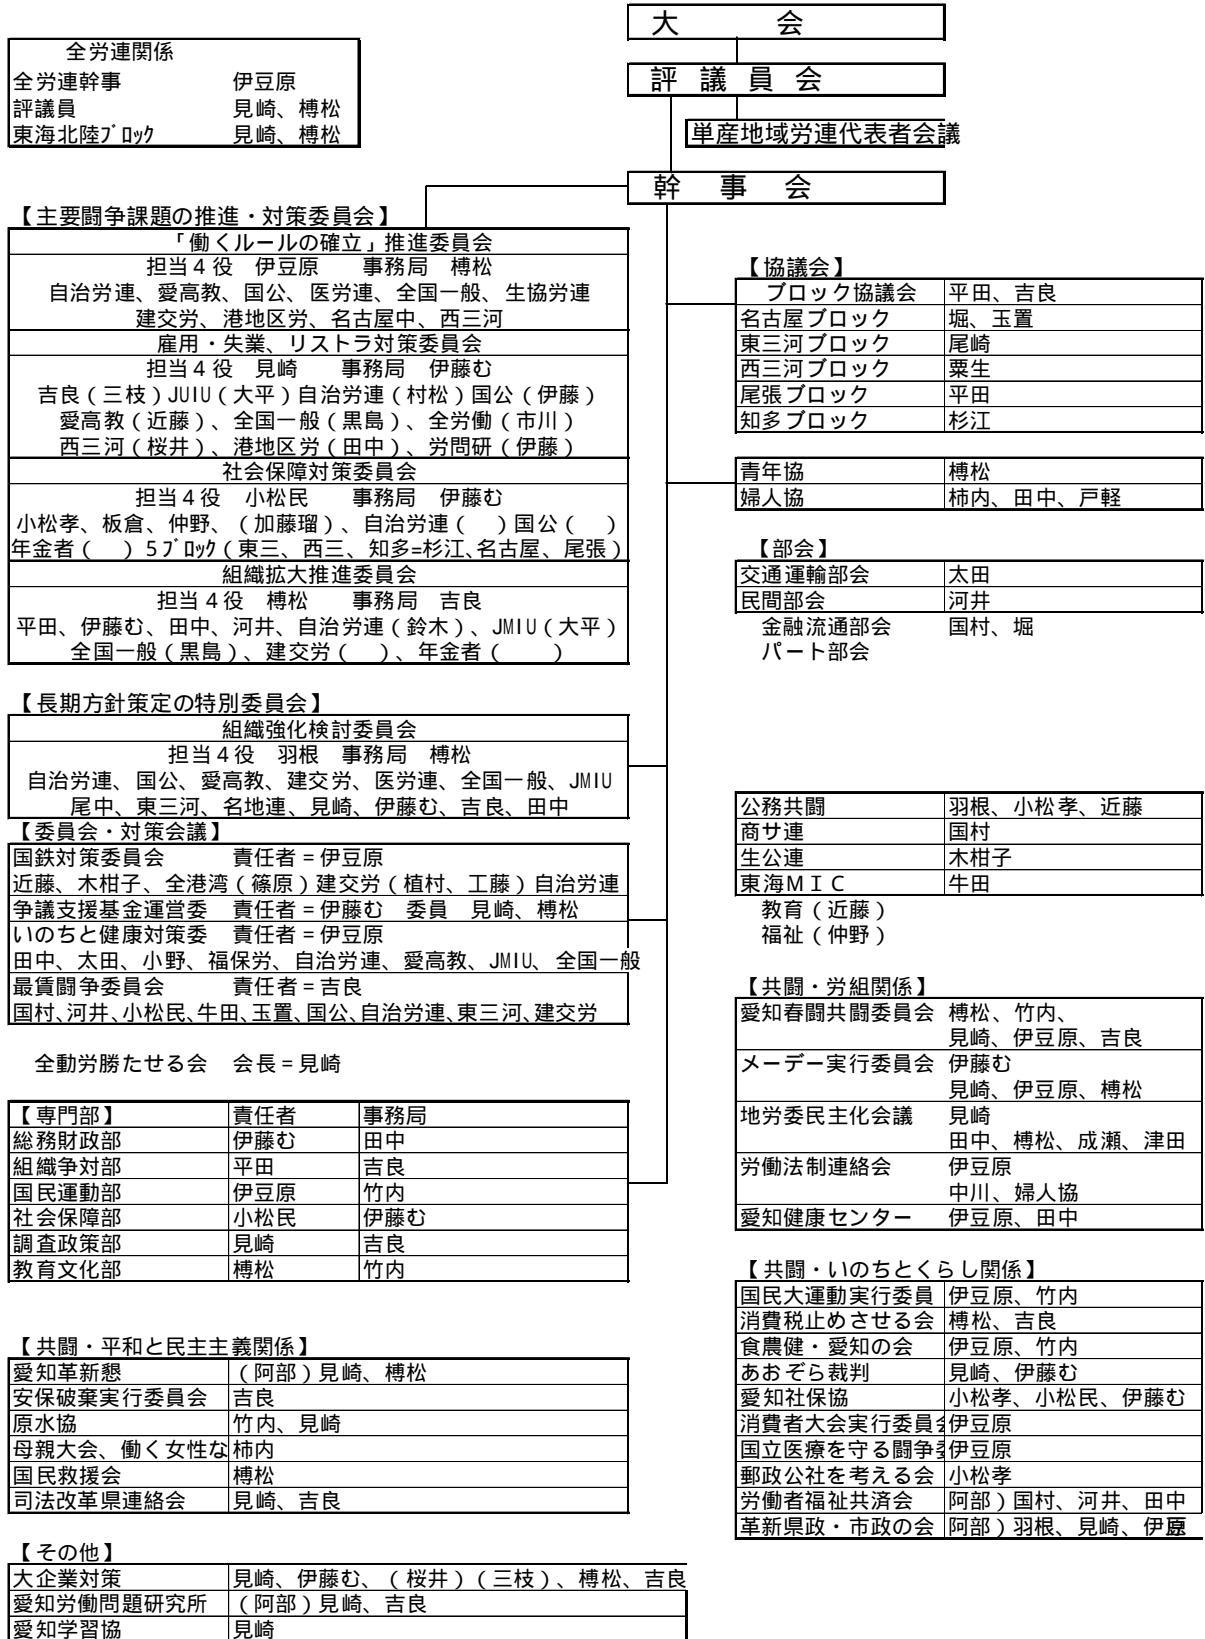 大　　会
全労連関係
全労連幹事　伊豆原
評議員　見崎、榑松
東海北陸ﾌﾞﾛｯｸ　見崎、榑松
評　議　員　会
単産地域労連代表者会議
幹　事　会
【主要闘争課題の推進・対策委員会】
「働くルールの確立」推進委員会
担当４役　伊豆原　　事務局　榑松
自治労連、愛高教、国公、医労連、全国一般、生協労連
建交労、港地区労、名古屋中、西三河
雇用・失業、リストラ対策委員会
担当４役　見崎　　事務局　伊藤む
吉良（三枝）JUIU（大平）自治労連（村松）国公（伊藤）
愛高教（近藤）、全国一般（黒島）、全労働（市川）
西三河（桜井）、港地区労（田中）、労問研（伊藤）
社会保障対策委員会
担当４役　小松民　　事務局　伊藤む
小松孝、板倉、仲野、（加藤瑠）、自治労連（　）国公（　）
年金者（　）５ﾌﾞﾛｯｸ（東三、西三、知多=杉江、名古屋、尾張）
組織拡大推進委員会
担当４役　榑松　　事務局　吉良
平田、伊藤む、田中、河井、自治労連（鈴木）、JMIU（大平）
全国一般（黒島）、建交労（　）、年金者（　　）
【長期方針策定の特別委員会】
組織強化検討委員会
担当４役　羽根　事務局　榑松
自治労連、国公、愛高教、建交労、医労連、全国一般、JMIU
尾中、東三河、名地連、見崎、伊藤む、吉良、田中
【委員会・対策会議】
国鉄対策委員会　責任者＝伊豆原
近藤、木柑子、全港湾（篠原）建交労（植村、工藤）自治労連
争議支援基金運営委　責任者＝伊藤む　委員　見崎、榑松
いのちと健康対策委　責任者＝伊豆原
田中、太田、小野、福保労、自治労連、愛高教、JMIU、全国一般
最賃闘争委員会　責任者＝吉良
国村、河井、小松民、牛田、玉置、国公、自治労連、東三河、建交労
全動労勝たせる会　会長＝見崎
【専門部】　責任者　事務局
総務財政部　伊藤む　田中
組織争対部　平田　吉良
国民運動部　伊豆原　竹内
社会保障部　小松民　伊藤む
調査政策部　見崎　吉良
教育文化部　榑松　竹内
【共闘・平和と民主主義関係】
愛知革新懇　（阿部）見崎、榑松
安保破棄実行委員会　吉良
原水協　竹内、見崎
母親大会、働く女性な　柿内
国民救援会　榑松
司法改革県連絡会　見崎、吉良
【その他】
大企業対策　見崎、伊藤む、（桜井）（三枝）、榑松、吉良
愛知労働問題研究所　（阿部）見崎、吉良
愛知学習協　見崎
【協議会】
ブロック協議会　平田、吉良
名古屋ブロック　堀、玉置
東三河ブロック　尾崎
西三河ブロック　粟生
尾張ブロック　平田
知多ブロック　杉江
青年協　榑松
婦人協　柿内、田中、戸軽
【部会】
交通運輸部会　太田
民間部会　河井
金融流通部会　国村、堀
パート部会
公務共闘　羽根、小松孝、近藤
商サ連　国村
生公連　木柑子
東海ＭＩＣ　牛田
教育（近藤）
福祉（仲野）
【共闘・労組関係】
愛知春闘共闘委員会　榑松、竹内、
見崎、伊豆原、吉良
メーデー実行委員会　伊藤む
見崎、伊豆原、榑松
地労委民主化会議　見崎
田中、榑松、成瀬、津田
労働法制連絡会　伊豆原
中川、婦人協
愛知健康センター　伊豆原、田中
【共闘・いのちとくらし関係】
国民大運動実行委員　伊豆原、竹内
消費税止めさせる会　榑松、吉良
食農健・愛知の会　伊豆原、竹内
あおぞら裁判　見崎、伊藤む
愛知社保協　小松孝、小松民、伊藤む
消費者大会実行委員　伊豆原
国立医療を守る闘争　伊豆原
郵政公社を考える会　小松孝
労働者福祉共済会　阿部）国村、河井、田中
革新県政・市政の会　阿部）羽根、見崎、伊